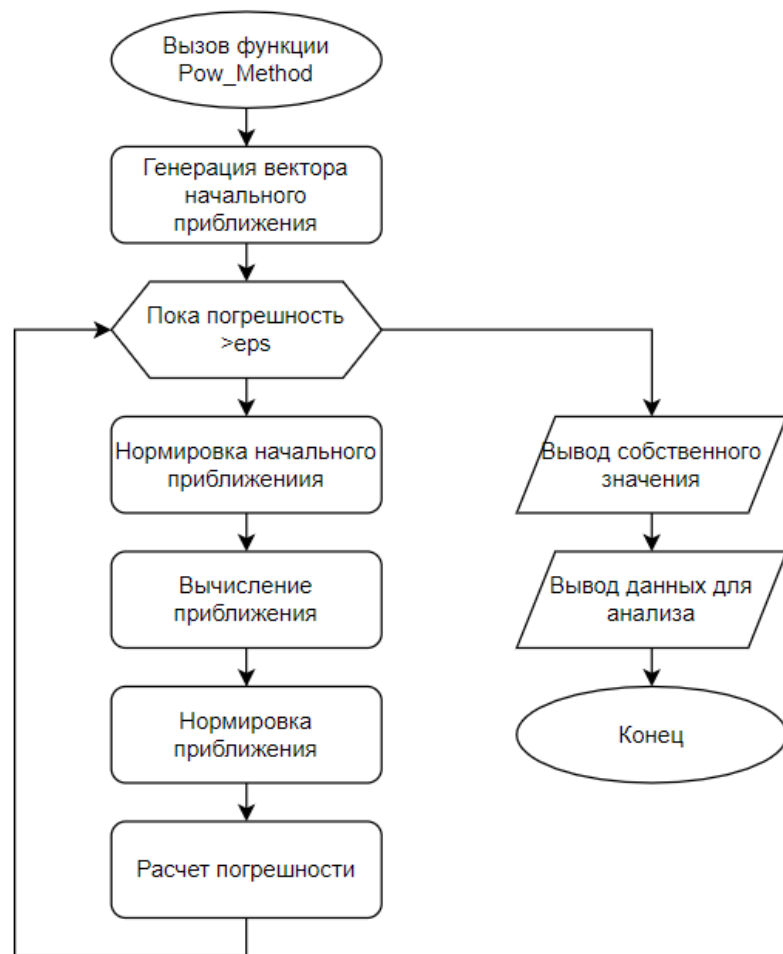 Вызов функции
Pow_Method
Генерация вектора
начального
приближения
Пока погрешность
>eps
Нормировка начального
приближениия
Вычисление
приближения
Нормировка
приближения
Расчет погрешности
Вывод собственного
значения
Вывод данных для
анализа
Конец